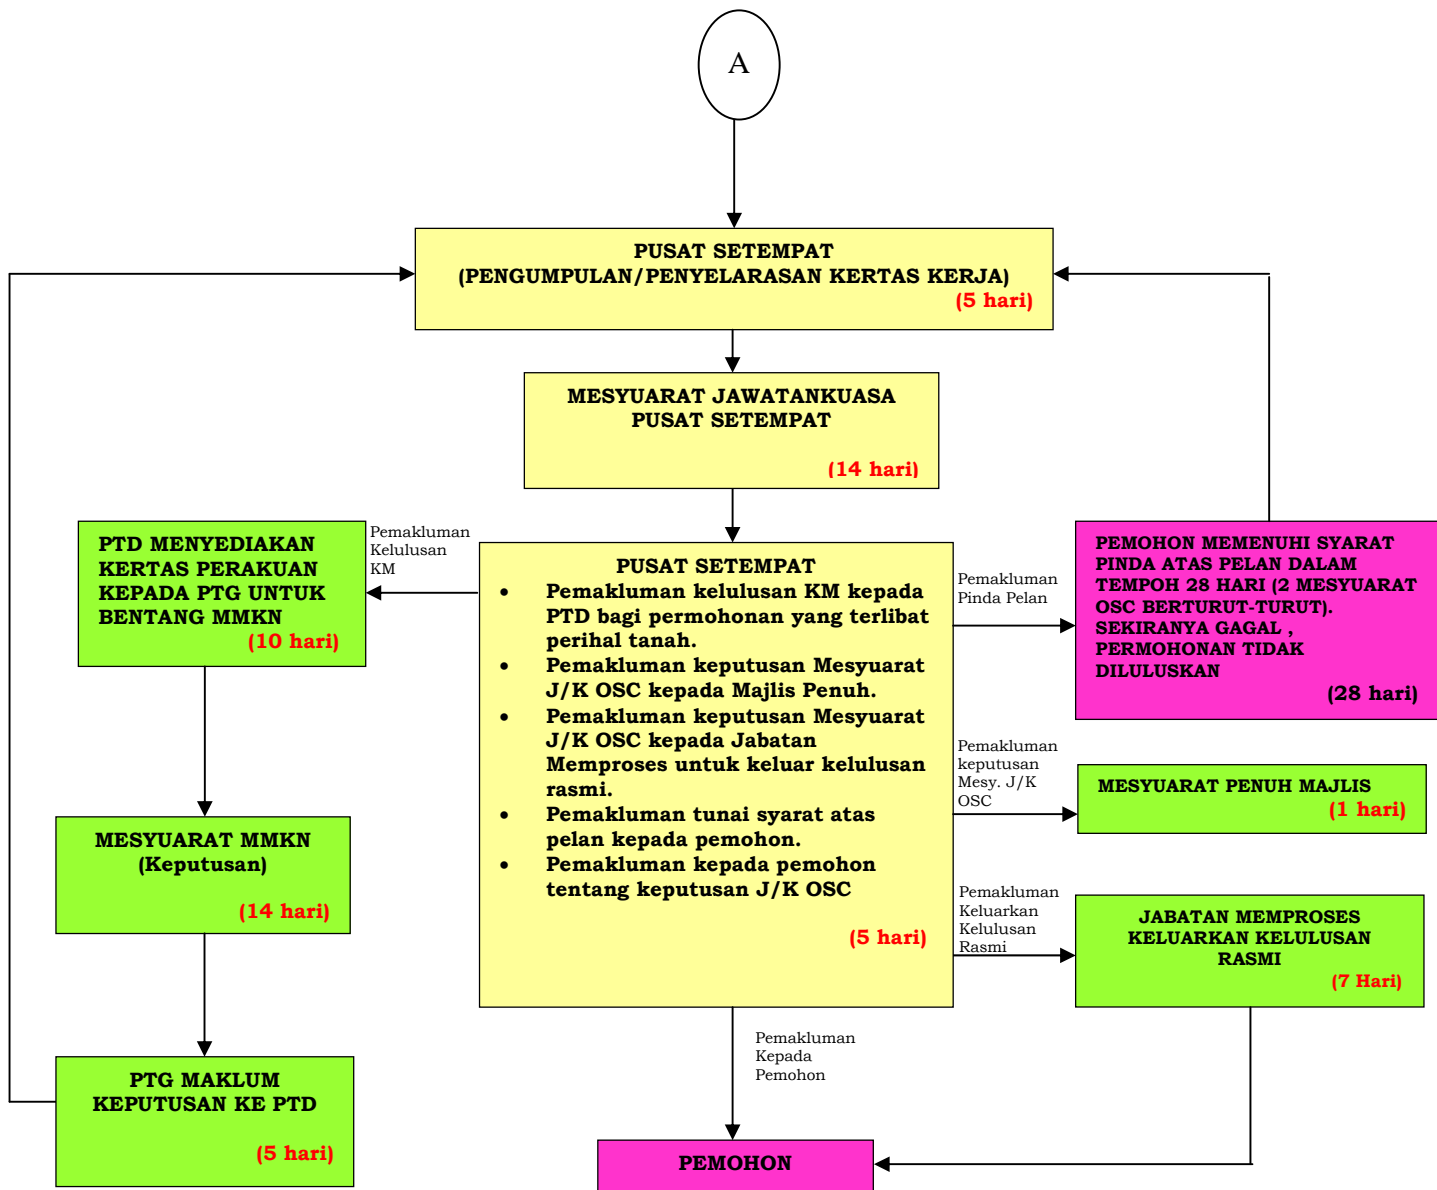 A
PUSAT SETEMPAT
(PENGUMPULAN/PENYELARASAN KERTAS KERJA)
(5 hari)
MESYUARAT JAWATANKUASA
PUSAT SETEMPAT
(14 hari)
PTD MENYEDIAKAN
KERTAS PERAKUAN
KEPADA PTG UNTUK
BENTANG MMKN
(10 hari)
Pemakluman
Kelulusan
KM
PUSAT SETEMPAT
• Pemakluman kelulusan KM kepada
PTD bagi permohonan yang terlibat
perihal tanah.
• Pemakluman keputusan Mesyuarat
J/K OSC kepada Majlis Penuh.
• Pemakluman keputusan Mesyuarat
J/K OSC kepada Jabatan
Memproses untuk keluar kelulusan
rasmi.
• Pemakluman tunai syarat atas
pelan kepada pemohon.
• Pemakluman kepada pemohon
tentang keputusan J/K OSC
(5 hari)
Pemakluman
Pinda Pelan
PEMOHON MEMENUHI SYARAT
PINDA ATAS PELAN DALAM
TEMPOH 28 HARI (2 MESYUARAT
OSC BERTURUT-TURUT).
SEKIRANYA GAGAL ,
PERMOHONAN TIDAK
DILULUSKAN
(28 hari)
Pemakluman
keputusan
Mesy. J/K
OSC
MESYUARAT PENUH MAJLIS
(1 hari)
MESYUARAT MMKN
(Keputusan)
(14 hari)
Pemakluman
Keluarkan
Kelulusan
Rasmi
JABATAN MEMPROSES
KELUARKAN KELULUSAN
RASMI
(7 Hari)
PTG MAKLUM
KEPUTUSAN KE PTD
(5 hari)
Pemakluman
Kepada
Pemohon
PEMOHON